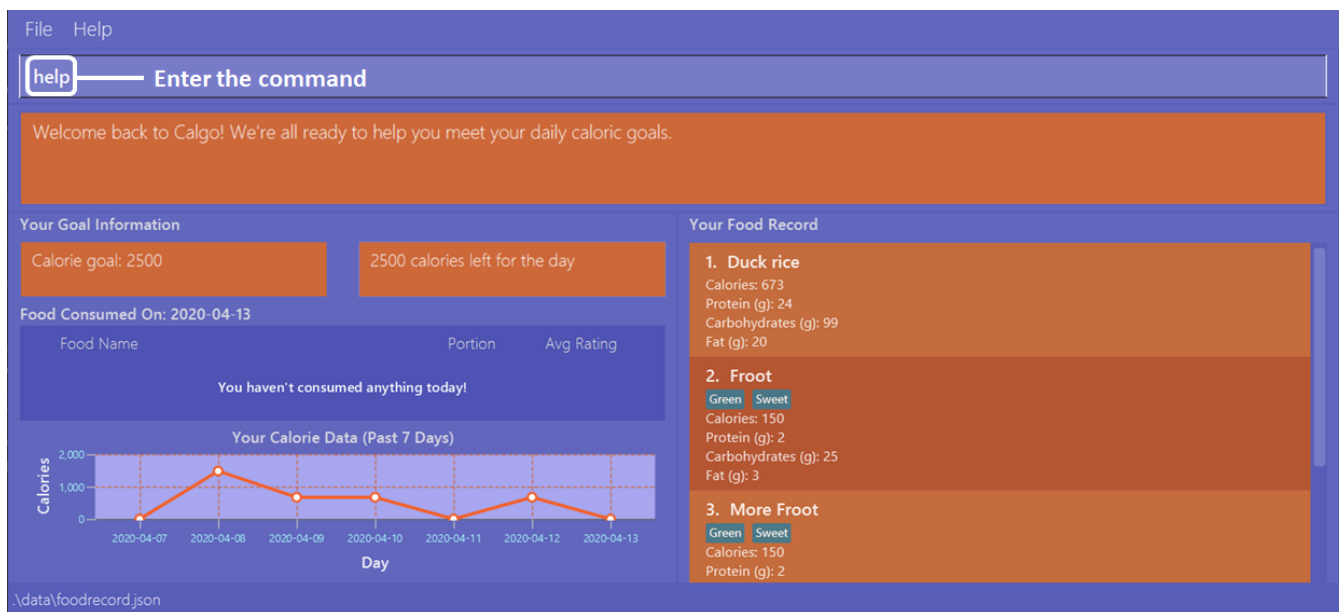 File Help
help Enter the command
Welcome back to Calgo! We're all ready to help you meet your daily caloric goals.
Your Goal Information
Calorie goal: 2500
2500 calories left for the day
Food Consumed On: 2020-04-13
Food Name Portion Avg Rating
You haven't consumed anything today!
Your Calorie Data (Past 7 Days)
Calories
2,000
1,000
0
2020-04-07 2020-04-08 2020-04-09 2020-04-10 2020-04-11 2020-04-12 2020-04-13
Day
Your Food Record
1. Duck rice
Calories: 673
Protein (g): 24
Carbohydrates (g): 99
Fat (g): 20
2. Froot
Green Sweet
Calories: 150
Protein (g): 2
Carbohydrates (g): 25
Fat (g): 3
3. More Froot
Green Sweet
Calories: 150
Protein (g): 2
.\data\foodrecord.json